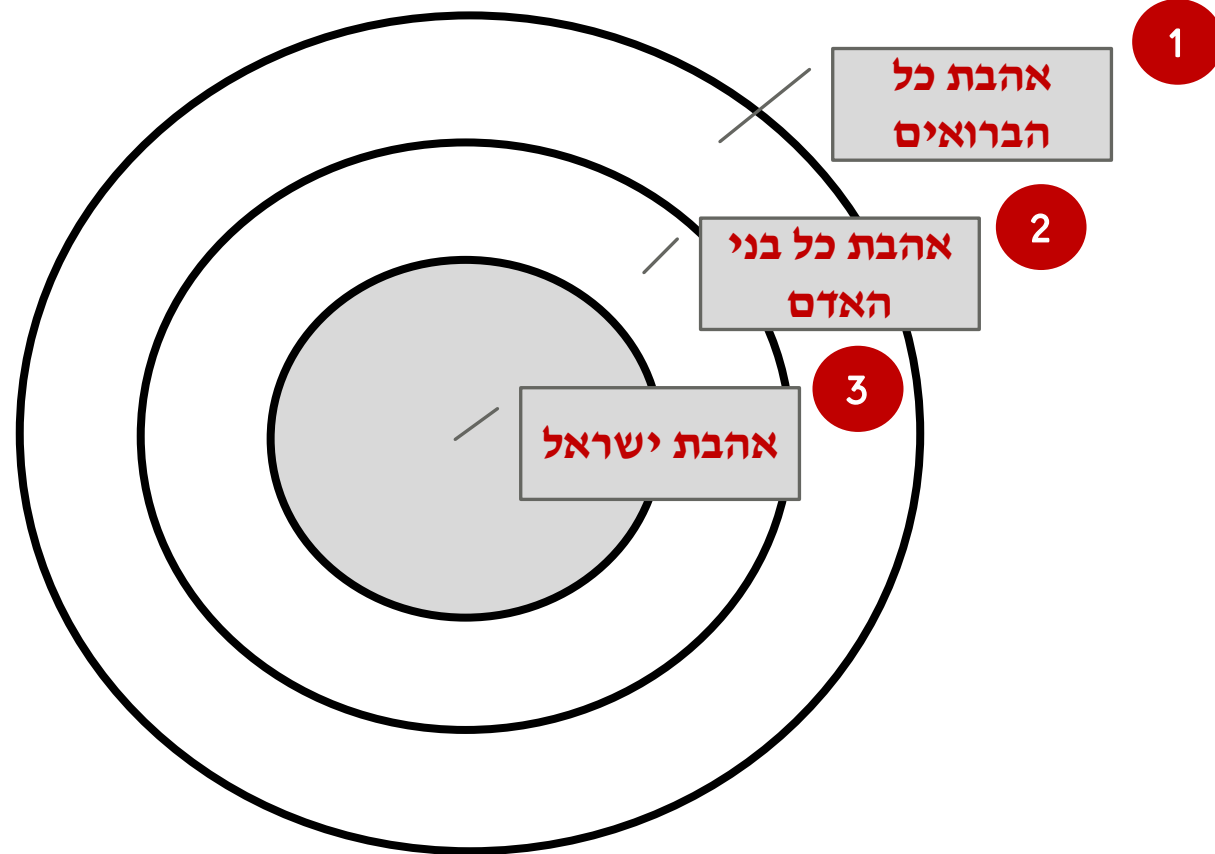 1
אהבת כל
הברואים
2
אהבת כל בני
האדם
3
אהבת ישראל